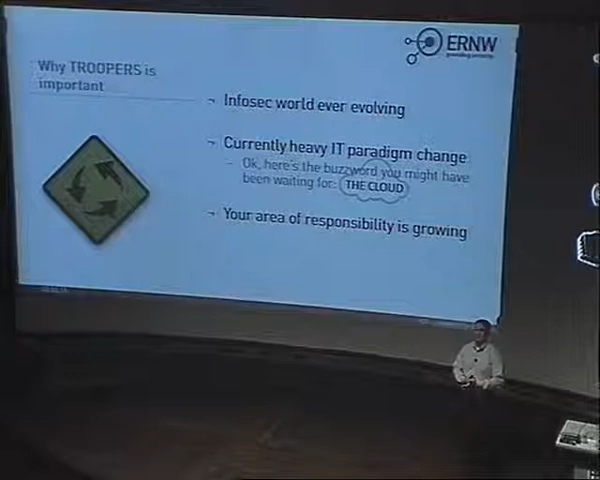 ERNW
Why TROOPERS is
important
¬ Infosec world ever evolving
¬ Currently heavy IT paradigm change
– Ok, here's the buzzword you might have
been waiting for: THE CLOUD
¬ Your area of responsibility is growing